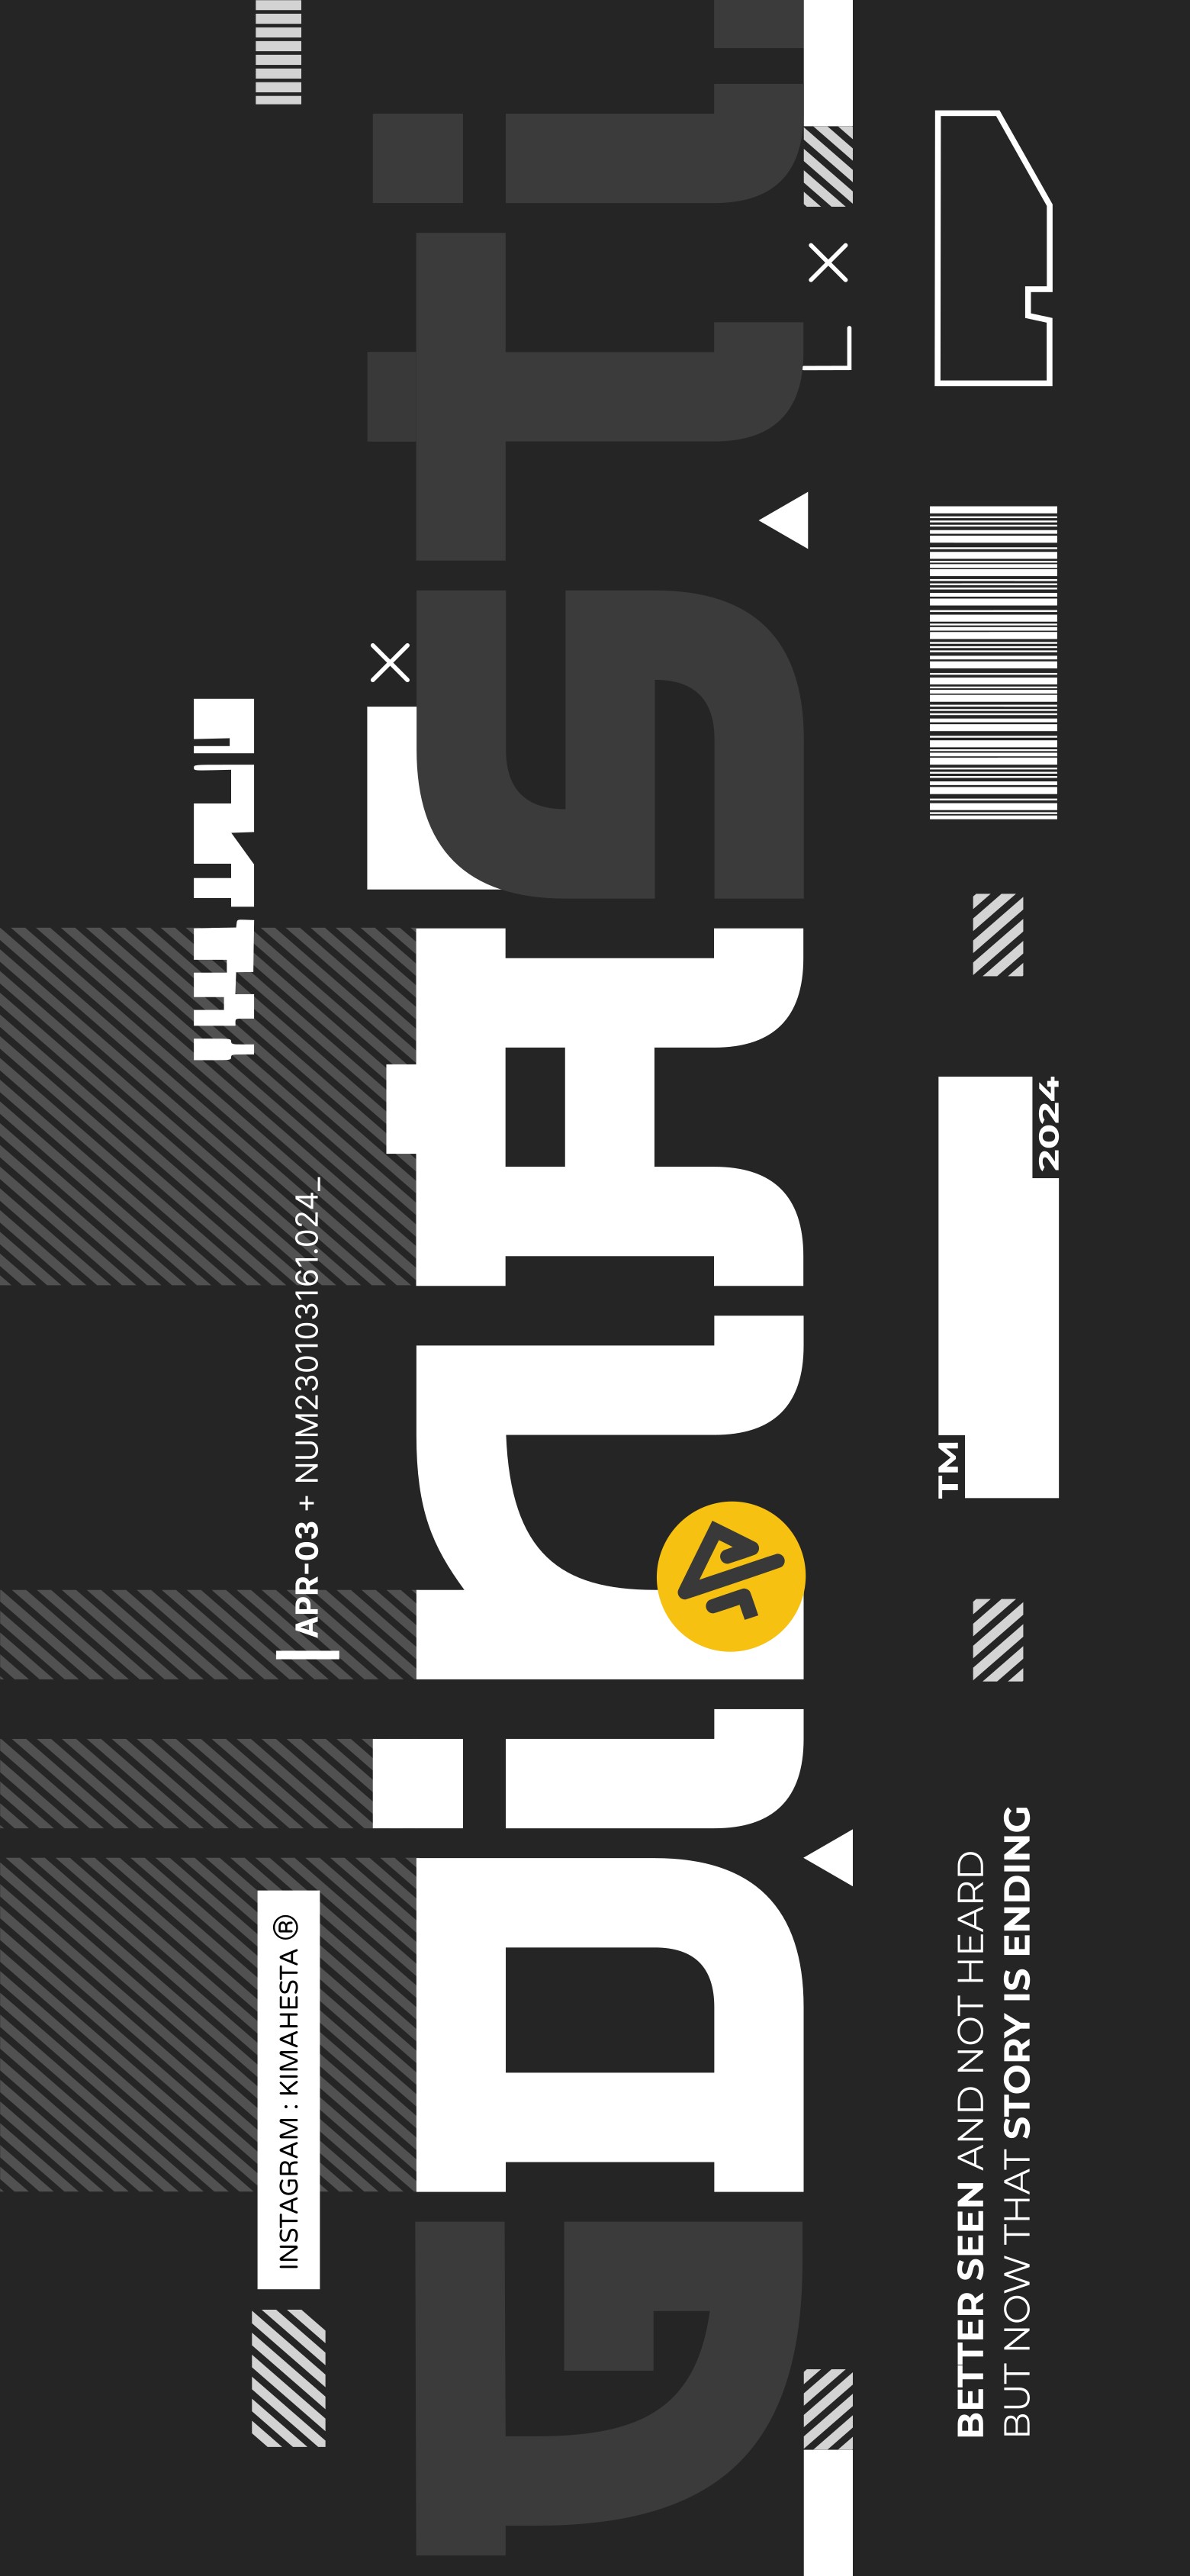 INSTAGRAM : KIMAHESTA ®
APR-03 + NUM230103161.024_
GDinAsti
BETTER SEEN AND NOT HEARD
BUT NOW THAT STORY IS ENDING
TM
2024